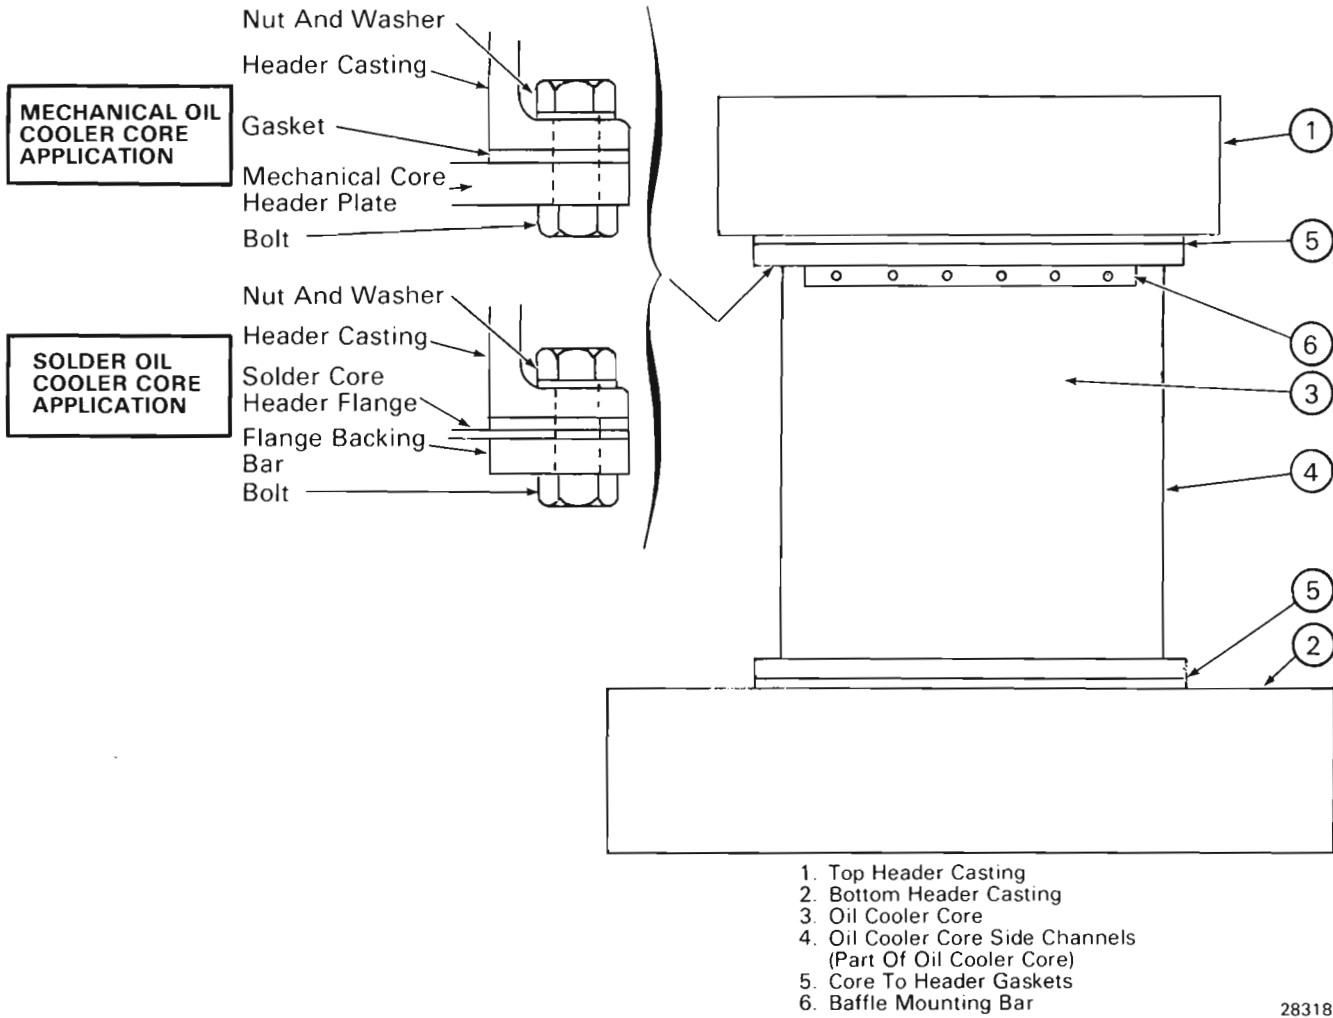 MECHANICAL OIL
COOLER CORE
APPLICATION
Nut And Washer
Header Casting
Gasket
Mechanical Core
Header Plate
Bolt
SOLDER OIL
COOLER CORE
APPLICATION
Nut And Washer
Header Casting
Solder Core
Header Flange
Flange Backing
Bar
Bolt
1
5
6
3
4
5
2
1. Top Header Casting
2. Bottom Header Casting
3. Oil Cooler Core
4. Oil Cooler Core Side Channels
(Part Of Oil Cooler Core)
5. Core To Header Gaskets
6. Baffle Mounting Bar
28318